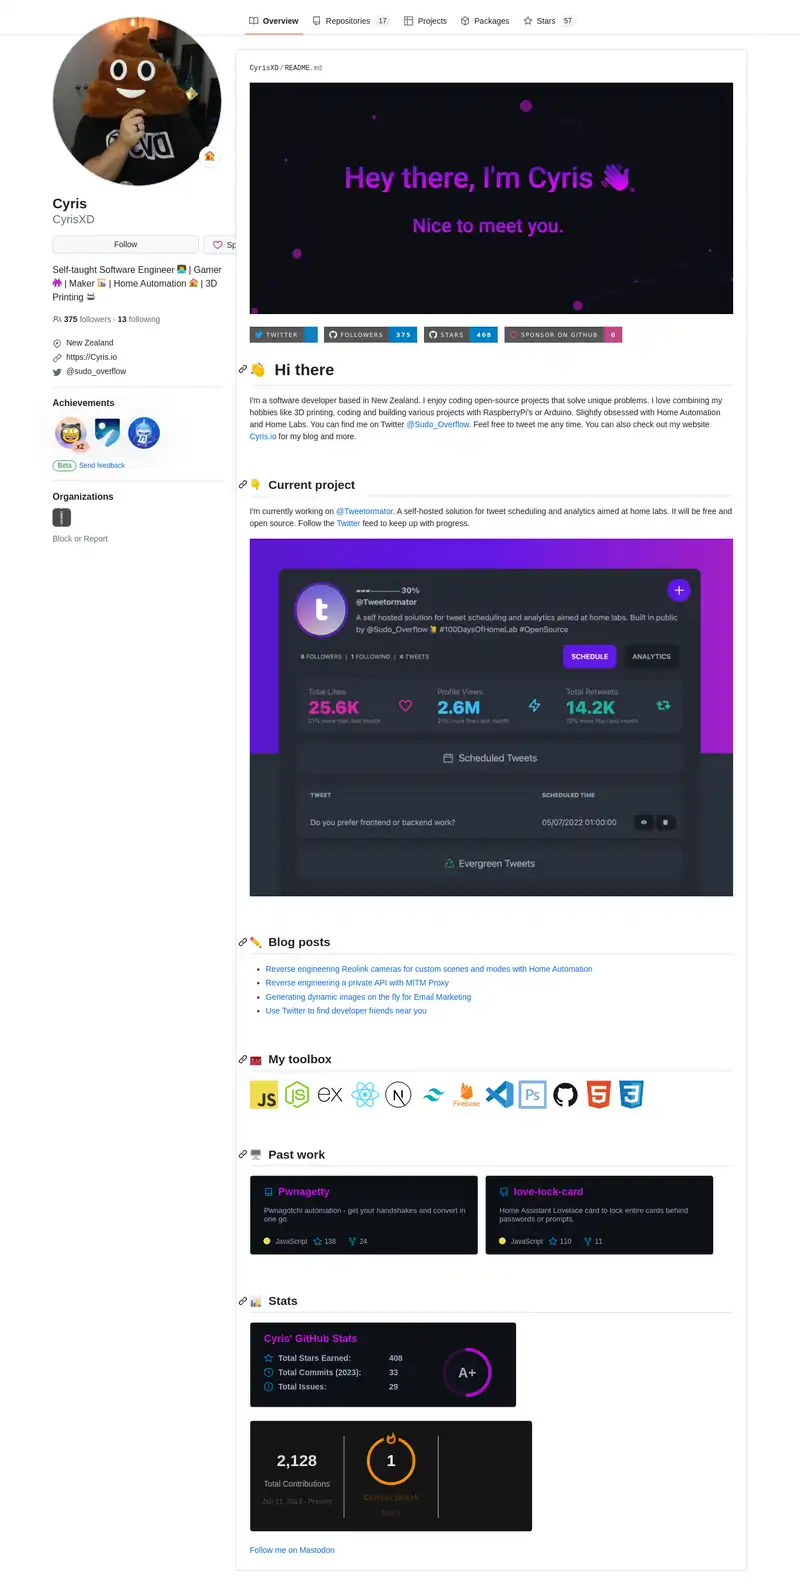 Overview
Repositories 17
Projects
Packages
Stars 57
Cyris
CyrisXD
Follow
Sp
Self-taught Software Engineer 👨‍💻 | Gamer
👾 | Maker | Home Automation 🏠 | 3D
Printing 🖨
375 followers · 13 following
New Zealand
https://Cyris.io
@sudo_overflow
Achievements
x2
Beta Send feedback
Organizations
Block or Report
CyrisXD / README.md
Hey there, I'm Cyris 👋
Nice to meet you.
TWITTER
FOLLOWERS 375
STARS 408
SPONSOR ON GITHUB 0
👋 Hi there
I'm a software developer based in New Zealand. I enjoy coding open-source projects that solve unique problems. I love combining my
hobbies like 3D printing, coding and building various projects with RaspberryPi's or Arduino. Slightly obsessed with Home Automation
and Home Labs. You can find me on Twitter @Sudo_Overflow. Feel free to tweet me any time. You can also check out my website
Cyris.io for my blog and more.
👇 Current project
I'm currently working on @Tweetormator. A self-hosted solution for tweet scheduling and analytics aimed at home labs. It will be free and
open source. Follow the Twitter feed to keep up with progress.
30%
@Tweetormator
A self hosted solution for tweet scheduling and analytics aimed at home labs. Built in public
by @Sudo_Overflow #100DaysOfHomeLab #OpenSource
8 FOLLOWERS | 1 FOLLOWING | 4 TWEETS
SCHEDULE
ANALYTICS
Total Likes
25.6K
21% more than last month
Profile Views
2.6M
21% more than last month
Total Retweets
14.2K
12% more than last month
Scheduled Tweets
TWEET
SCHEDULED TIME
Do you prefer frontend or backend work?
05/07/2022 01:00:00
Evergreen Tweets
✏️ Blog posts
• Reverse engineering Reolink cameras for custom scenes and modes with Home Automation
• Reverse engineering a private API with MITM Proxy
• Generating dynamic images on the fly for Email Marketing
• Use Twitter to find developer friends near you
🧰 My toolbox
JS
JS
ex
N
Firebase
Ps
5
3
🖥 Past work
Pwnagetty
Pwnagotchi automation - get your handshakes and convert in
one go.
JavaScript 138 24
love-lock-card
Home Assistant Lovelace card to lock entire cards behind
passwords or prompts.
JavaScript 110 11
📊 Stats
Cyris' GitHub Stats
Total Stars Earned: 408
Total Commits (2023): 33
Total Issues: 29
A+
2,128
Total Contributions
1
Current Streak
Follow me on Mastodon